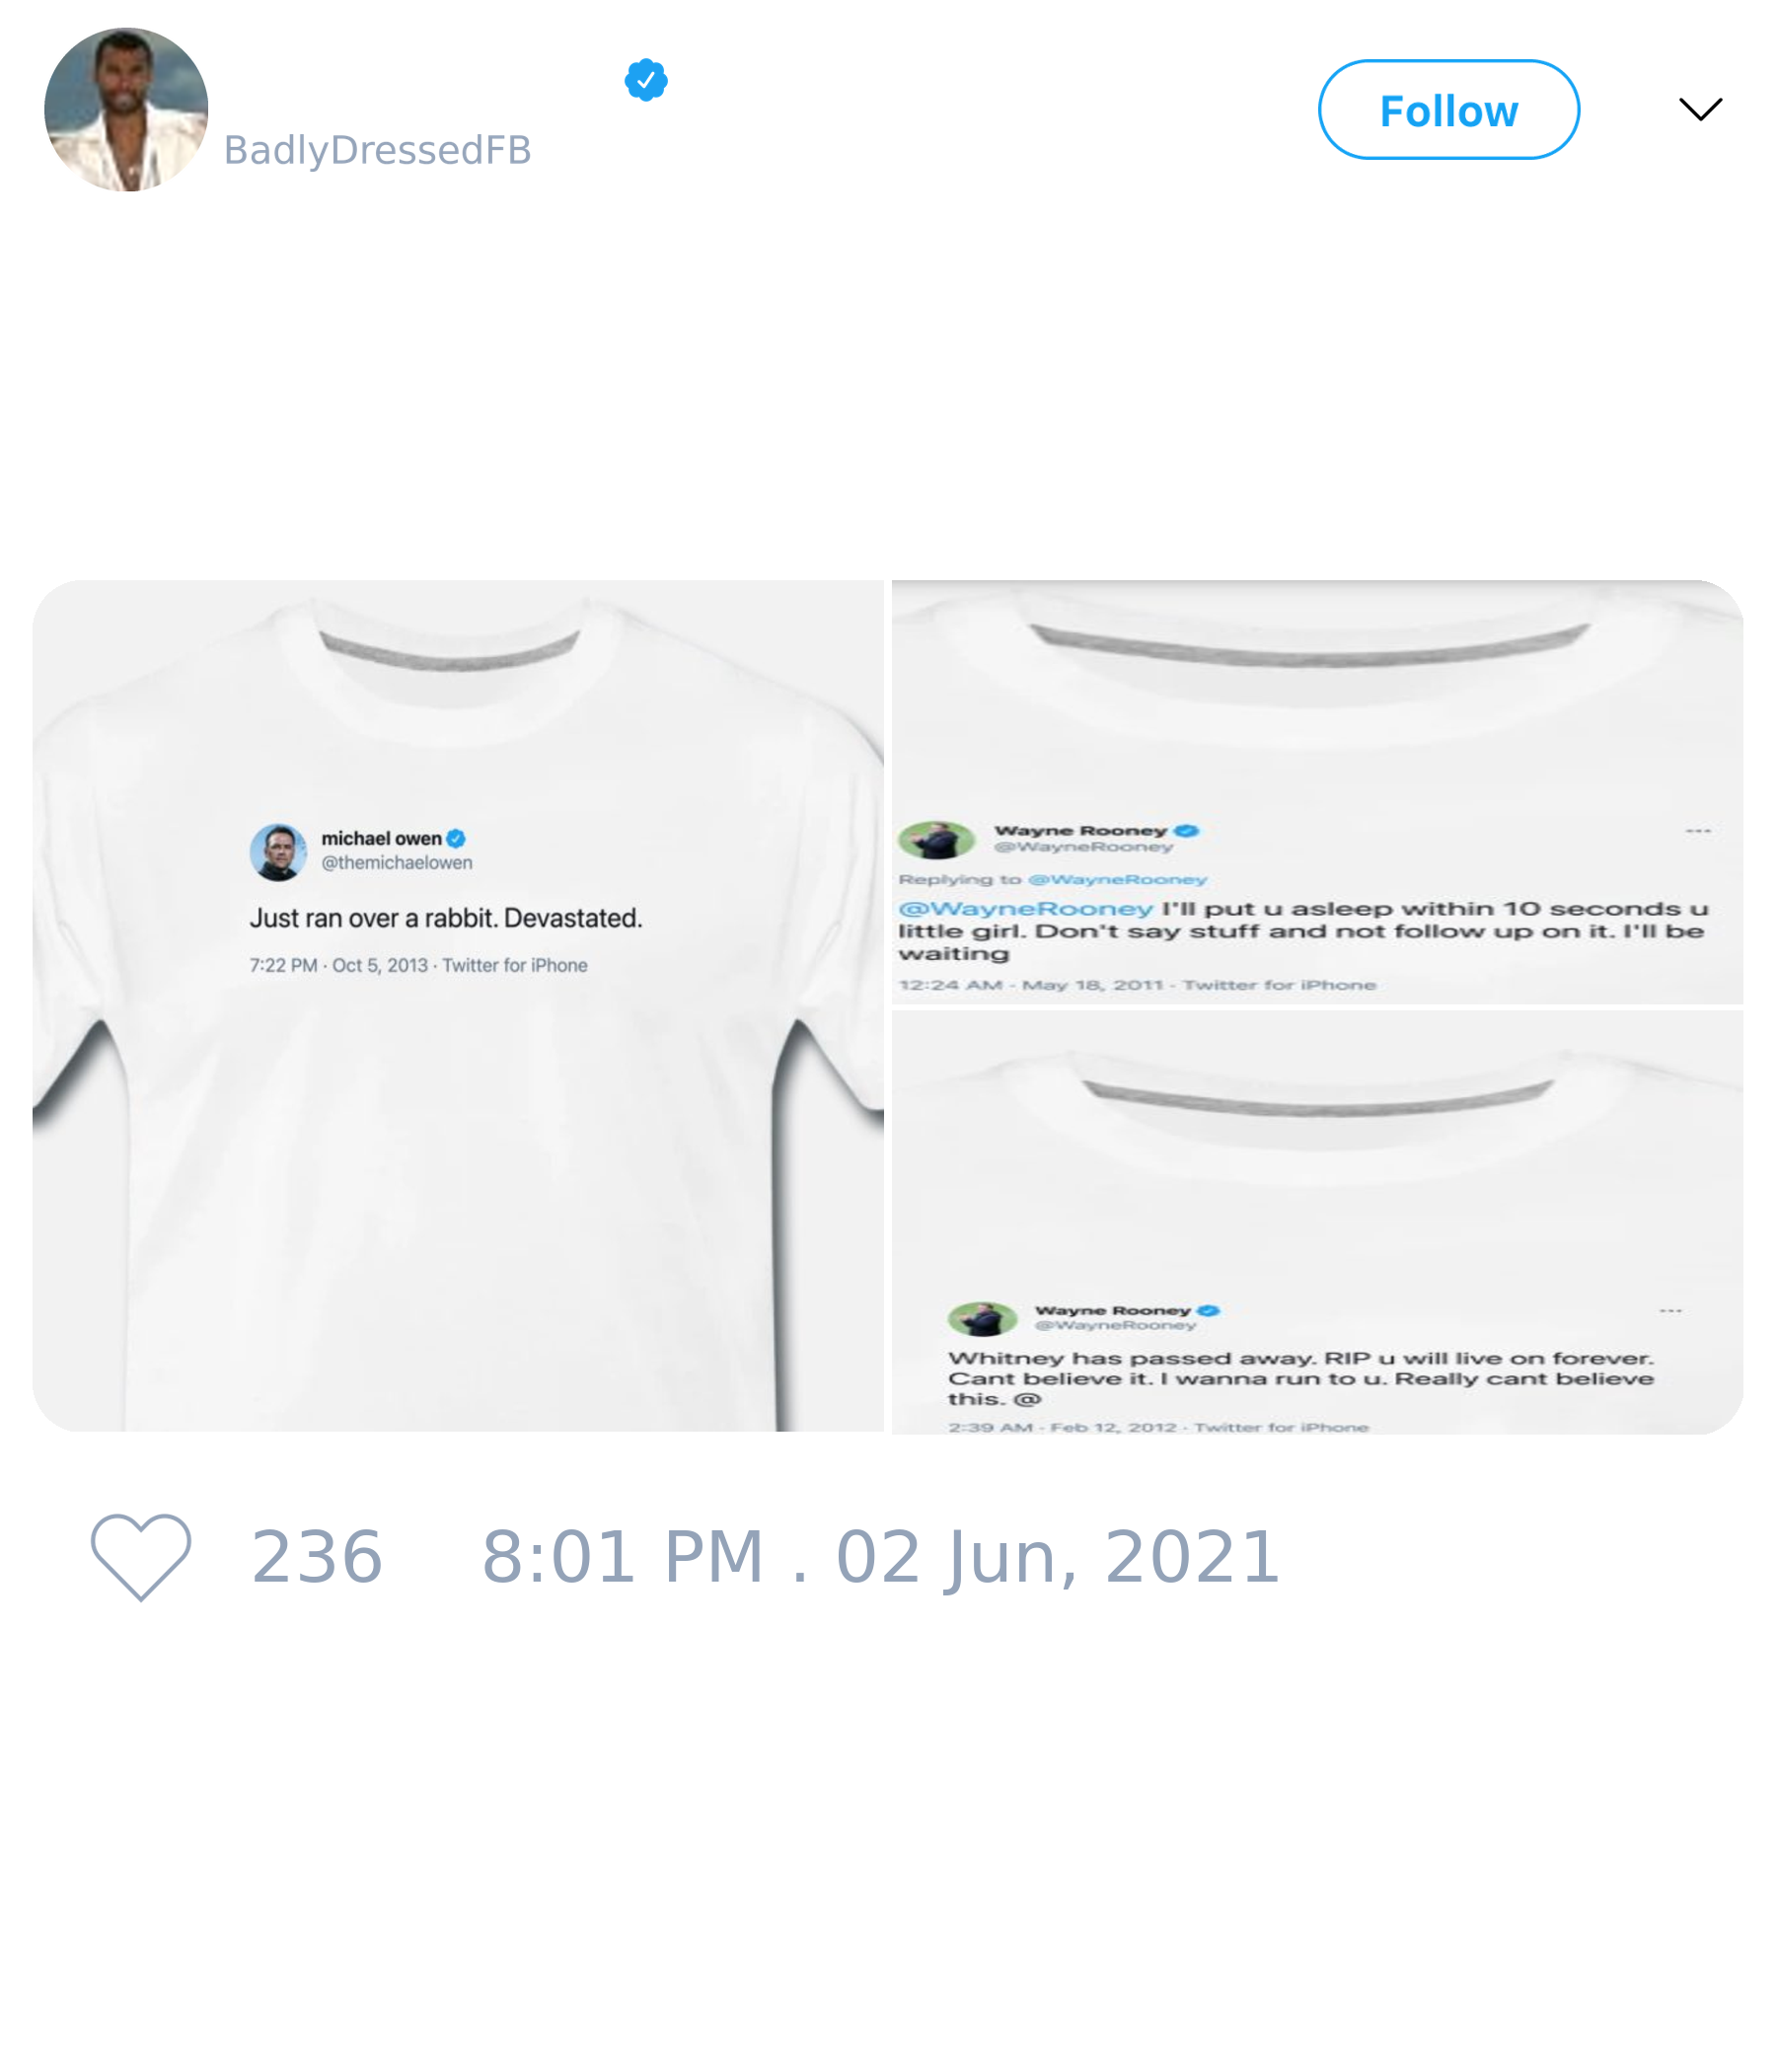 BadlyDressedFB
Follow
michael owen
@themichaelowen
Just ran over a rabbit. Devastated.
7:22 PM · Oct 5, 2013 · Twitter for iPhone
Wayne Rooney
@WayneRooney
Replying to @WayneRooney
@WayneRooney I'll put u asleep within 10 seconds u
little girl. Don't say stuff and not follow up on it. I'll be
waiting
12:24 AM · May 18, 2011 · Twitter for iPhone
Wayne Rooney
@WayneRooney
Whitney has passed away. RIP u will live on forever.
Cant believe it. I wanna run to u. Really cant believe
this. @
2:39 AM · Feb 12, 2012 · Twitter for iPhone
236 8:01 PM . 02 Jun, 2021